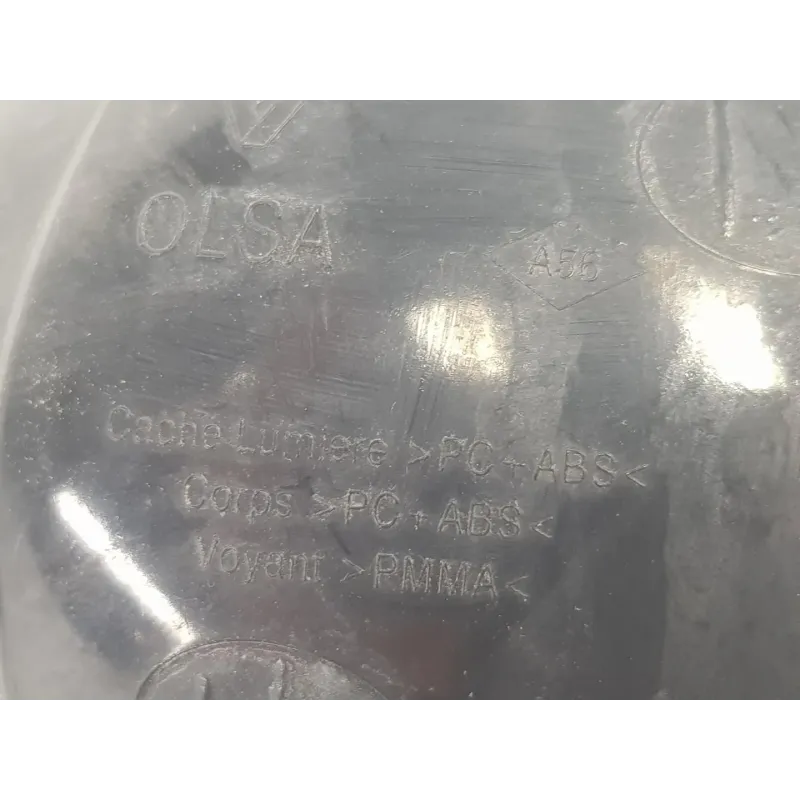 OLSA
A56
Cache Lumiere >PC+ABS<
Corps >PC+ABS<
Voyant >PMMA<